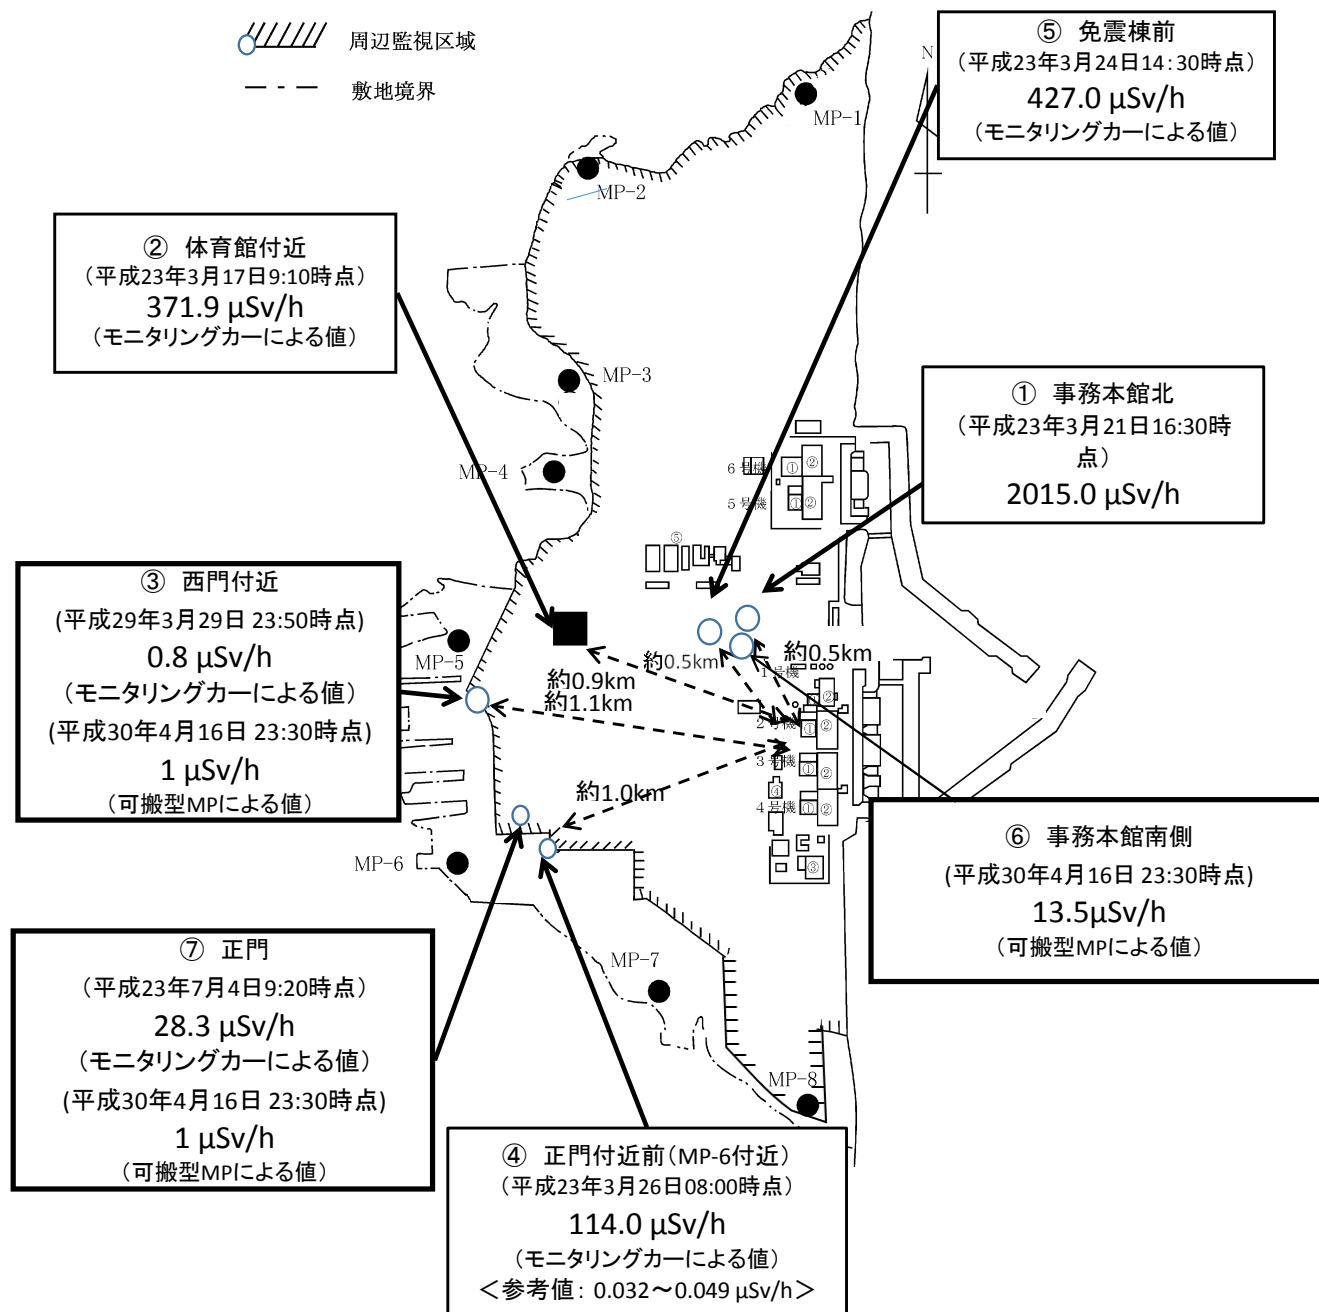 周辺監視区域
敷地境界
⑤ 免震棟前
(平成23年3月24日14:30時点)
427.0 μSv/h
(モニタリングカーによる値)
N
MP-1
MP-2
② 体育館付近
(平成23年3月17日9:10時点)
371.9 μSv/h
(モニタリングカーによる値)
MP-3
① 事務本館北
(平成23年3月21日16:30時
点)
2015.0 μSv/h
MP-4
6号機
①
②
5号機
①
②
⑤
③ 西門付近
(平成29年3月29日 23:50時点)
0.8 μSv/h
(モニタリングカーによる値)
(平成30年4月16日 23:30時点)
1 μSv/h
(可搬型MPによる値)
MP-5
約0.5km
約0.5km
約0.9km
約1.1km
約1.0km
1号機
②
2号機
①
②
3号機
①
②
④
4号機
①
②
③
⑥ 事務本館南側
(平成30年4月16日 23:30時点)
13.5μSv/h
(可搬型MPによる値)
MP-6
⑦ 正門
(平成23年7月4日9:20時点)
28.3 μSv/h
(モニタリングカーによる値)
(平成30年4月16日 23:30時点)
1 μSv/h
(可搬型MPによる値)
MP-7
MP-8
④ 正門付近前(MP-6付近)
(平成23年3月26日08:00時点)
114.0 μSv/h
(モニタリングカーによる値)
<参考値: 0.032~0.049 μSv/h>